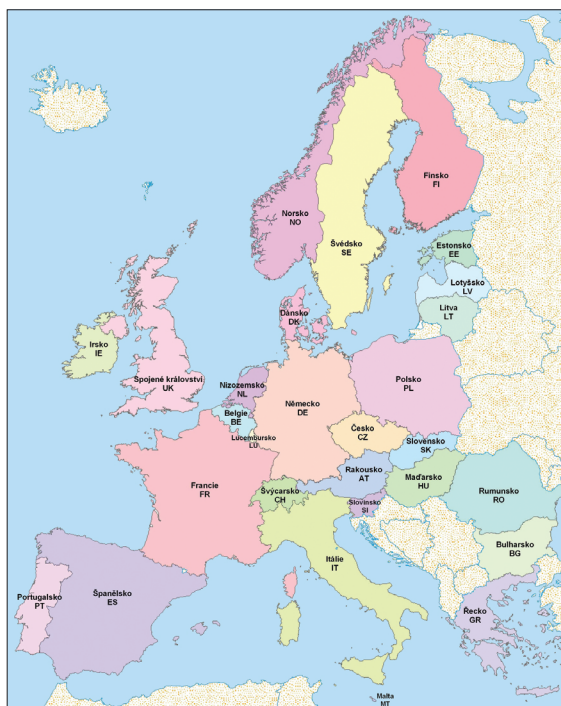 Finsko
FI
Norsko
NO
Švédsko
SE
Estonsko
EE
Lotyšsko
LV
Litva
LT
Dánsko
DK
Irsko
IE
Spojené království
UK
Nizozemsko
NL
Belgie
BE
Lucembursko
LU
Německo
DE
Polsko
PL
Česko
CZ
Slovensko
SK
Rakousko
AT
Maďarsko
HU
Francie
FR
Švýcarsko
CH
Slovinsko
SI
Rumunsko
RO
Bulharsko
BG
Itálie
IT
Portugalsko
PT
Španělsko
ES
Řecko
GR
Malta
MT